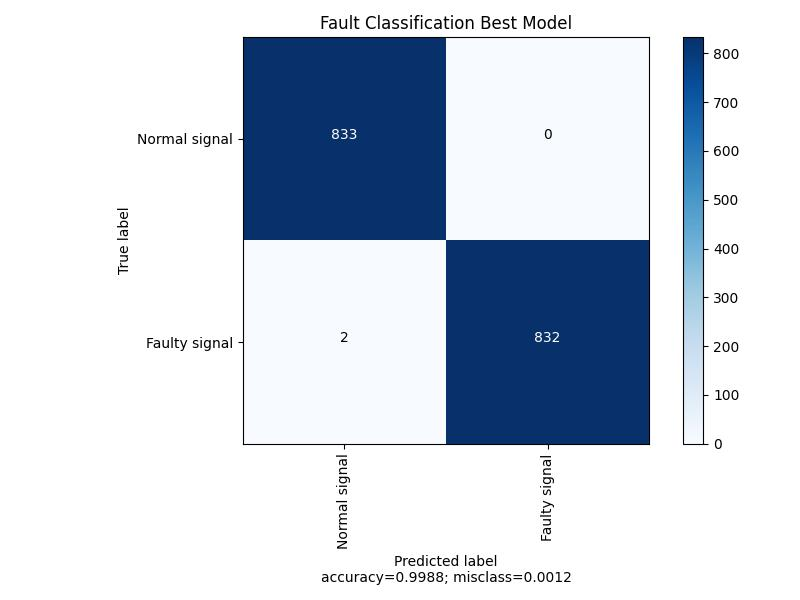 Fault Classification Best Model
True label
Normal signal
Faulty signal
833
0
2
832
800
700
600
500
400
300
200
100
0
Normal signal
Faulty signal
Predicted label
accuracy=0.9988; misclass=0.0012